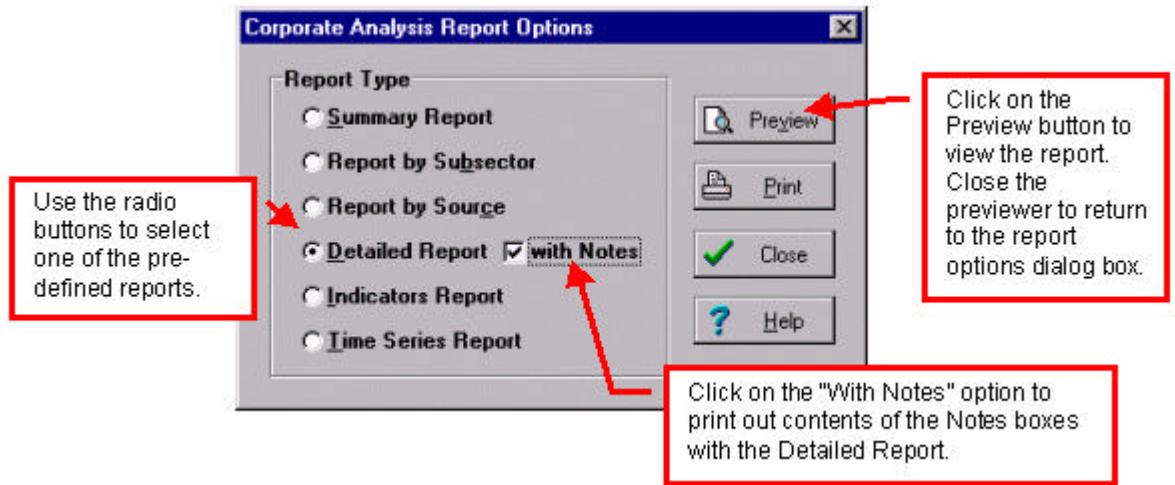 Corporate Analysis Report Options
Report Type
Summary Report
Report by Subsector
Report by Source
Detailed Report with Notes
Indicators Report
Time Series Report
Preview
Print
Close
Help
Use the radio
buttons to select
one of the pre-
defined reports.
Click on the
Preview button to
view the report.
Close the
previewer to return
to the report
options dialog box.
Click on the "With Notes" option to
print out contents of the Notes boxes
with the Detailed Report.